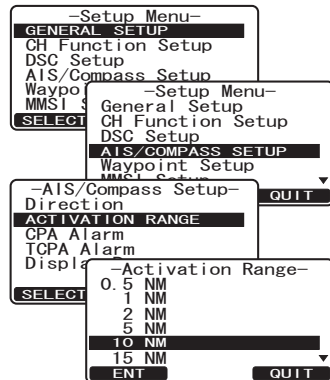 -Setup Menu-
GENERAL SETUP
CH Function Setup
DSC Setup
AIS/Compass Setup
MMSI
SELECT
-Setup Menu-
General Setup
CH Function Setup
DSC Setup
AIS/COMPASS SETUP
Waypoint Setup
QUIT
-AIS/Compass Setup-
Direction
ACTIVATION RANGE
CPA Alarm
TCPA Alarm
SELECT
-Activation Range-
0.5 NM
1 NM
2 NM
5 NM
10 NM
15 NM
ENT
QUIT